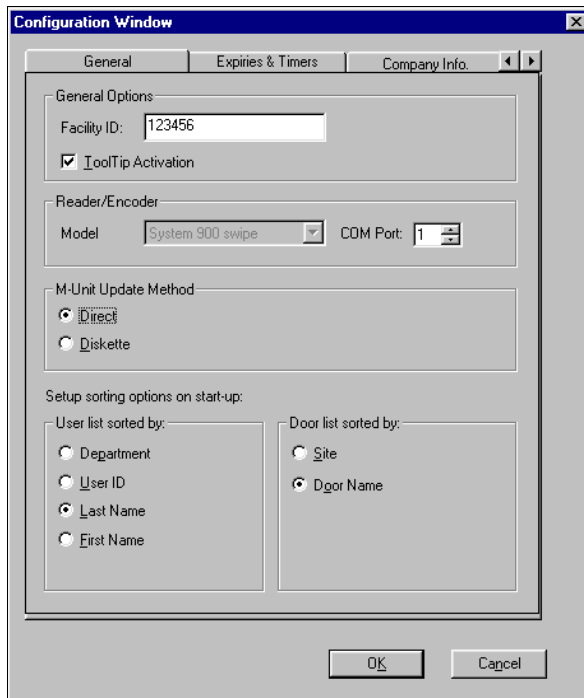 Configuration Window
General
Expiries & Timers
Company Info.
General Options
Facility ID: 123456
ToolTip Activation
Reader/Encoder
Model System 900 swipe COM Port: 1
M-Unit Update Method
Direct
Diskette
Setup sorting options on start-up:
User list sorted by:
Department
User ID
Last Name
First Name
Door list sorted by:
Site
Door Name
OK
Cancel